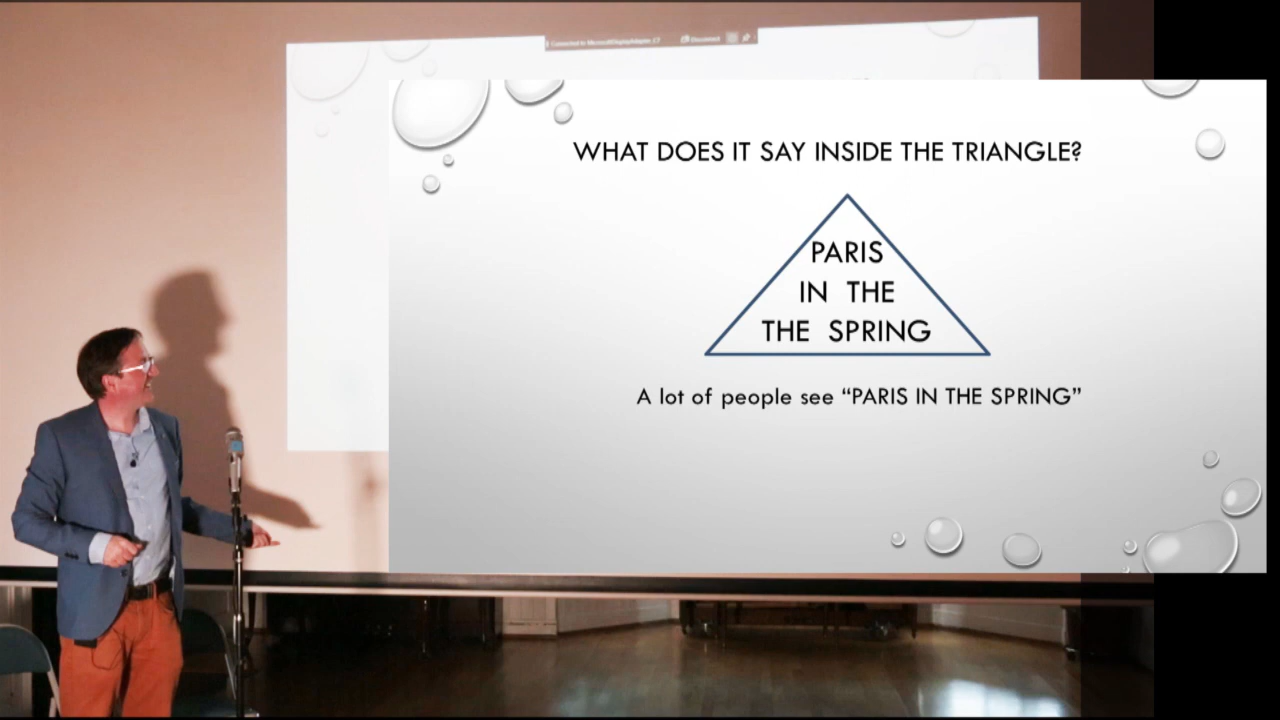 WHAT DOES IT SAY INSIDE THE TRIANGLE?
PARIS
IN THE
THE SPRING
A lot of people see “PARIS IN THE SPRING”